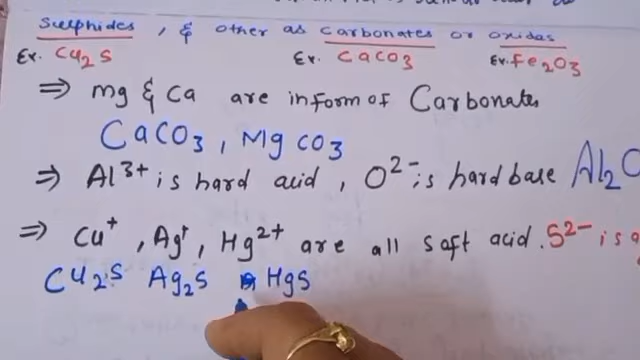 Sulphides, & other as carbonates or oxides
Ex. Cu2S Ex. CaCO3 Ex. Fe2O3
⇒ mg & Ca are in form of Carbonates
CaCO3, MgCO3
⇒ Al³⁺ is hard acid, O²⁻ is hard base Al2O
⇒ Cu⁺, Ag⁺, Hg²⁺ are all saft acid. S²⁻ is
Cu2S Ag2S HgS